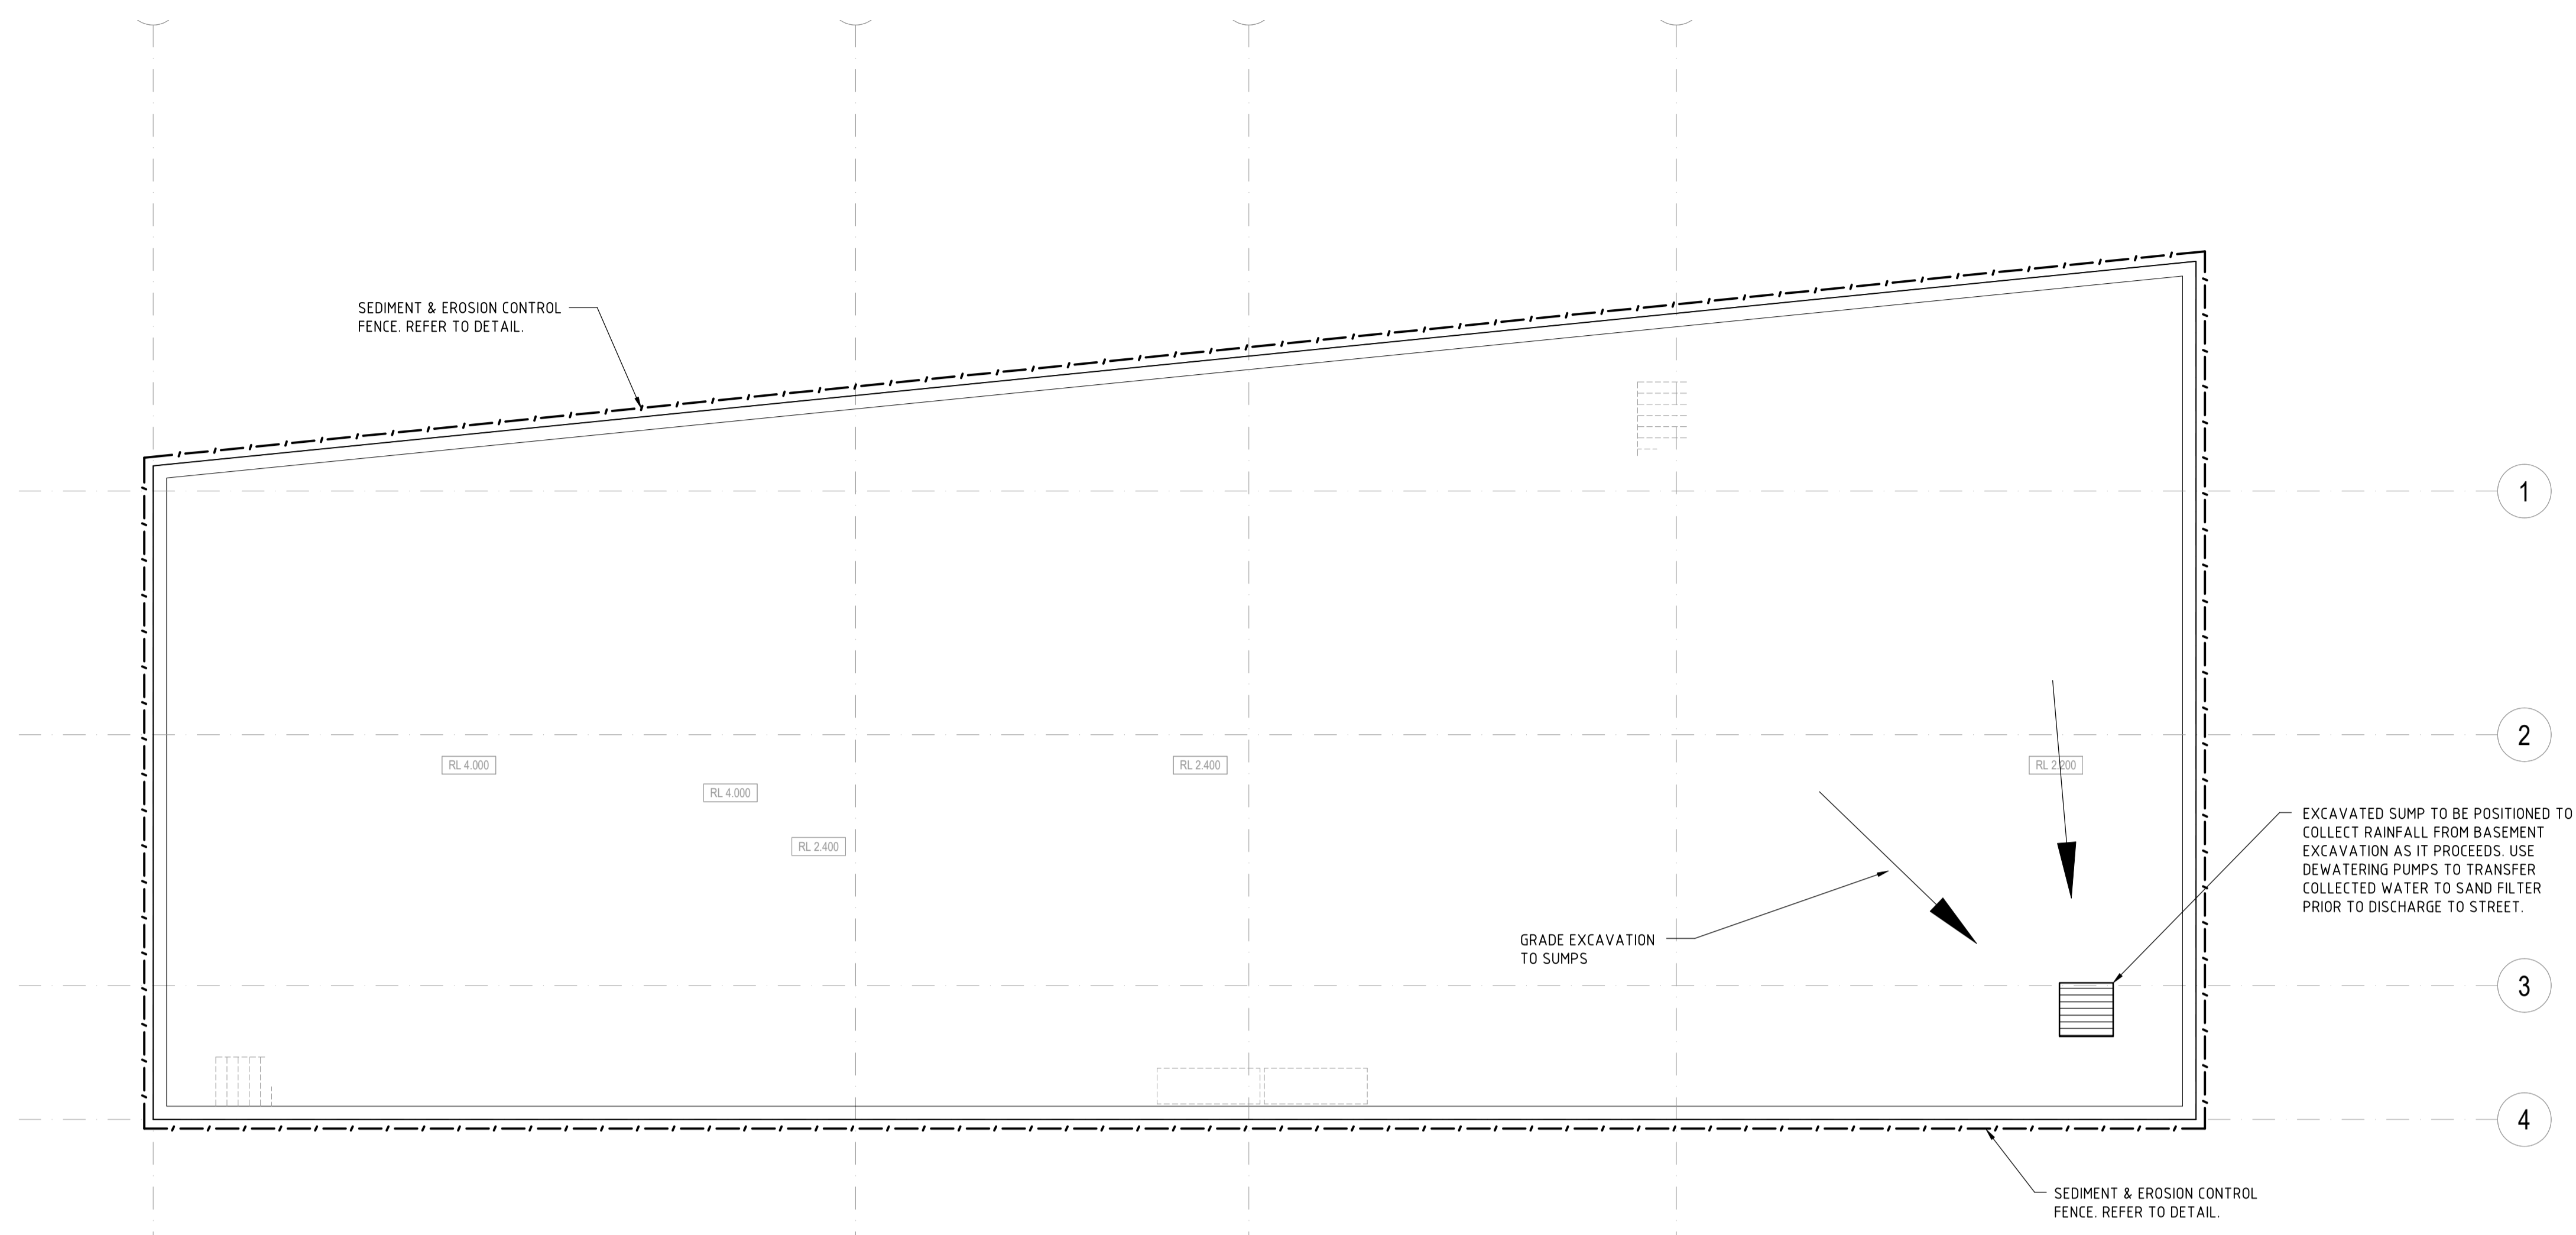 SEDIMENT & EROSION CONTROL
FENCE. REFER TO DETAIL.
1
2
RL 4.000
RL 2.400
RL 2.200
RL 4.000
RL 2.400
EXCAVATED SUMP TO BE POSITIONED TO
COLLECT RAINFALL FROM BASEMENT
EXCAVATION AS IT PROCEEDS. USE
DEWATERING PUMPS TO TRANSFER
COLLECTED WATER TO SAND FILTER
PRIOR TO DISCHARGE TO STREET.
GRADE EXCAVATION
TO SUMPS
3
4
SEDIMENT & EROSION CONTROL
FENCE. REFER TO DETAIL.